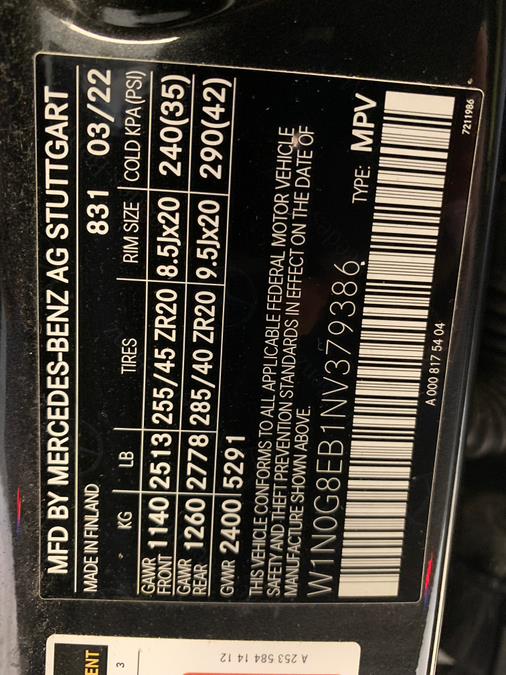 MFD BY MERCEDES-BENZ AG STUTTGART
MADE IN FINLAND 831 03/22
KG LB TIRES RIM SIZE COLD KPA (PSI)
GAWR FRONT 1140 2513 255/45 ZR20 8.5Jx20 240(35)
GAWR REAR 1260 2778 285/40 ZR20 9.5Jx20 290(42)
GVWR 2400 5291
THIS VEHICLE CONFORMS TO ALL APPLICABLE FEDERAL MOTOR VEHICLE
SAFETY AND THEFT PREVENTION STANDARDS IN EFFECT ON THE DATE OF
MANUFACTURE SHOWN ABOVE.
W1N0G8EB1NV379386 TYPE: MPV
A 000 817 54 04
7211986
ENT
3
A 253 584 14 12